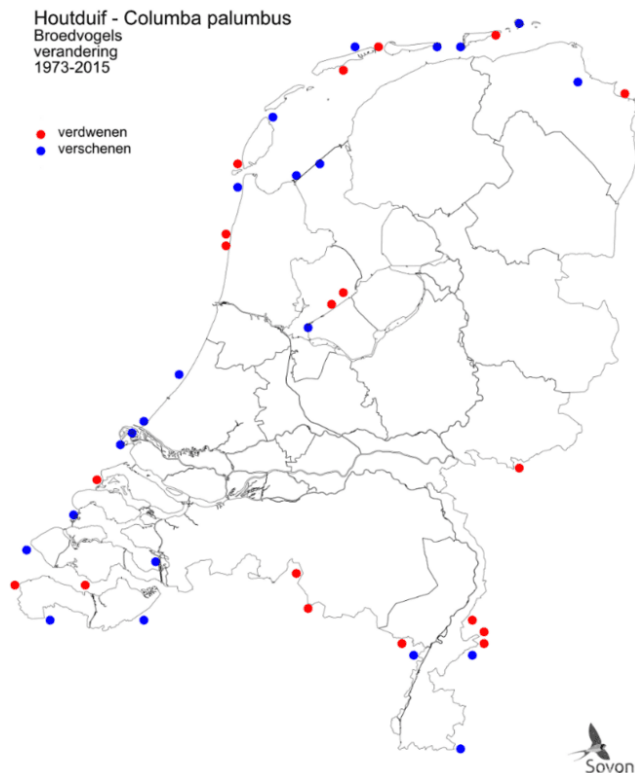 Houtduif - Columba palumbus
Broedvogels
verandering
1973-2015
verdwenen
verschenen
Sovon